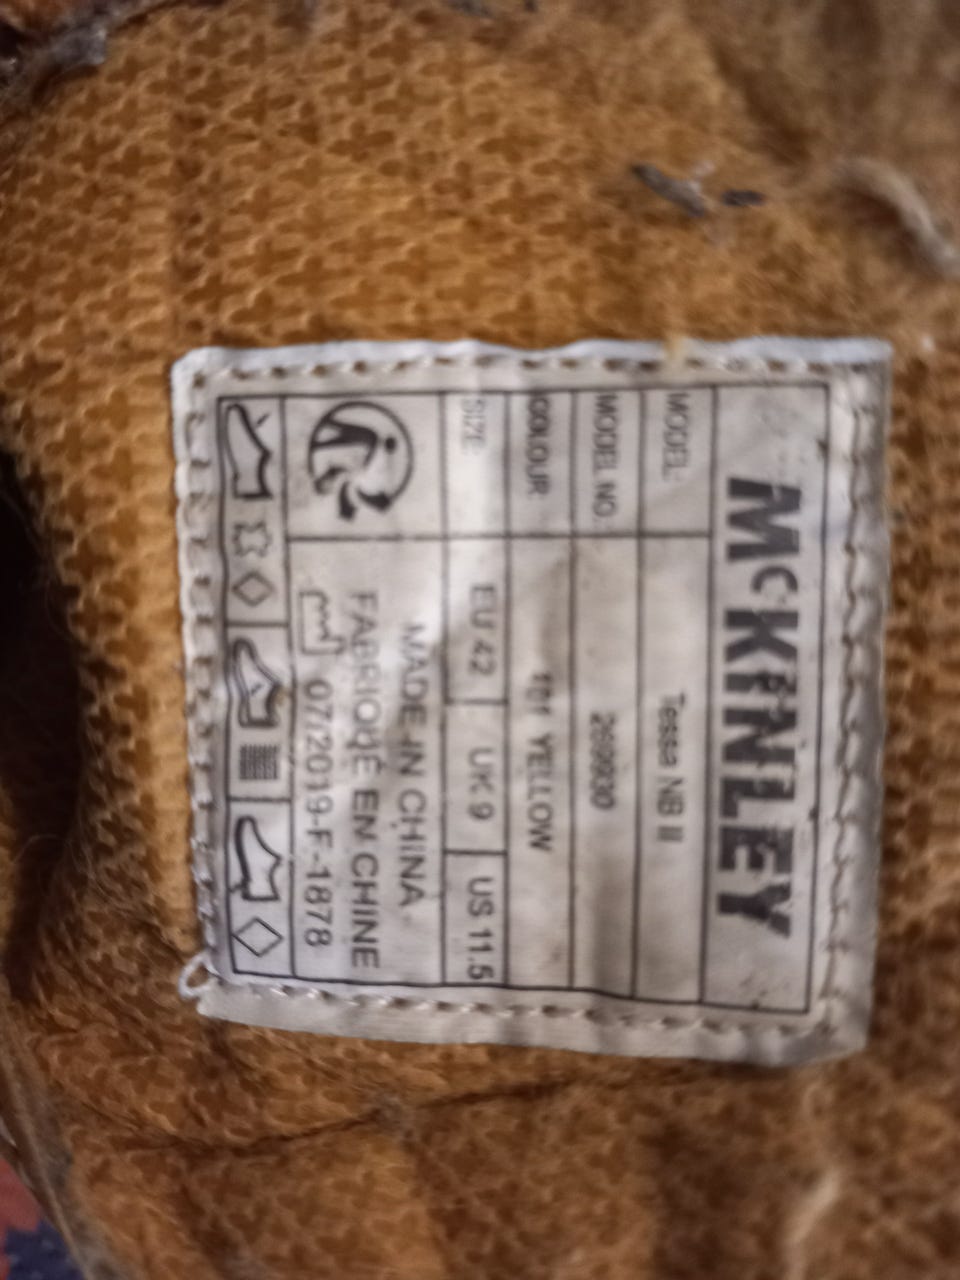 McKINLEY
MODEL: Tessa NB II
MODEL NO.
COLOUR YELLOW
SIZE: EU 42 UK 9 US 11.5
MADE IN CHINA
FABRIQUE EN CHINE
07/2019-F-1878